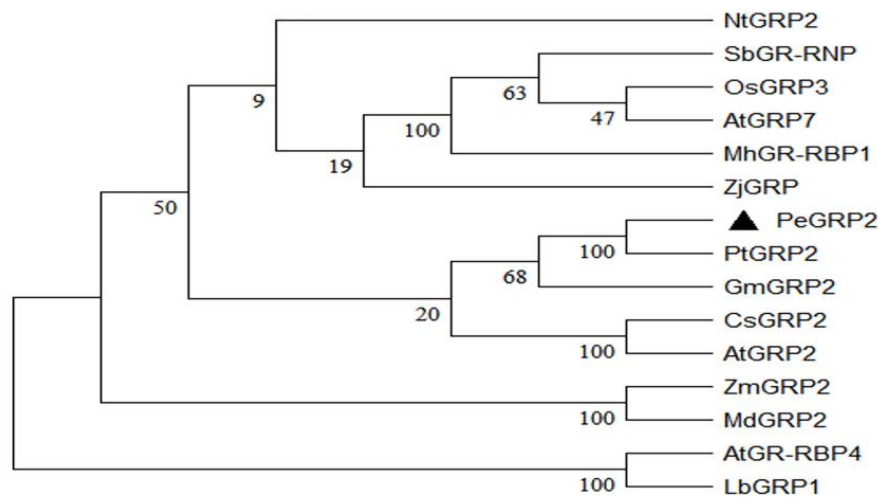 NtGRP2
SbGR-RNP
OsGRP3
AtGRP7
MhGR-RBP1
ZjGRP
PeGRP2
PtGRP2
GmGRP2
CsGRP2
AtGRP2
ZmGRP2
MdGRP2
AtGR-RBP4
LbGRP1
9
63
47
100
19
50
100
68
20
100
100
100